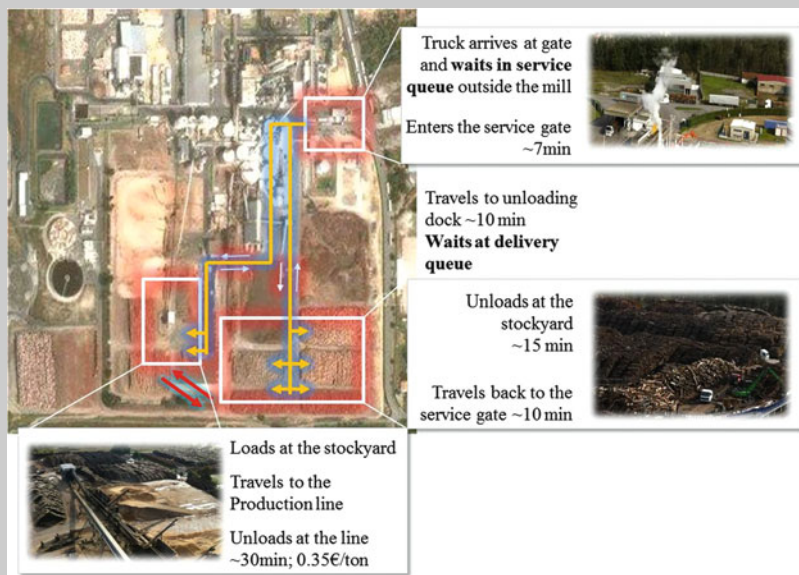 Truck arrives at gate
and waits in service
queue outside the mill
Enters the service gate
~7min
Travels to unloading
dock ~10 min
Waits at delivery
queue
Unloads at the
stockyard
~15 min
Travels back to the
service gate ~10 min
Loads at the stockyard
Travels to the
Production line
Unloads at the line
~30min; 0.35€/ton